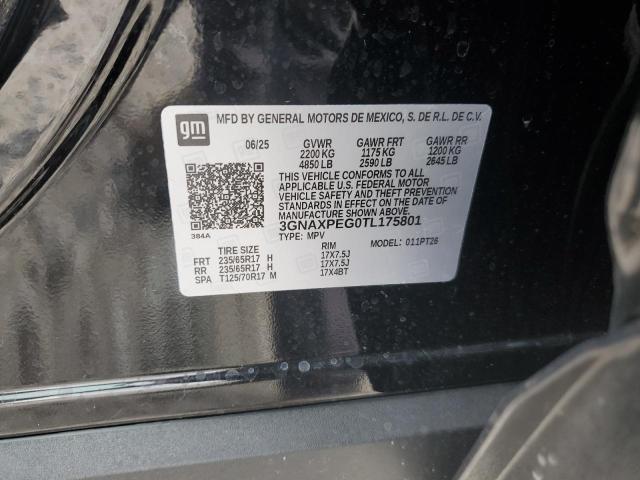 gm
MFD BY GENERAL MOTORS DE MEXICO, S. DE R.L. DE C.V.
06/25 GVWR GAWR FRT GAWR RR
2200 KG 1175 KG 1200 KG
4850 LB 2590 LB 2645 LB
THIS VEHICLE CONFORMS TO ALL
APPLICABLE U.S. FEDERAL MOTOR
VEHICLE SAFETY AND THEFT PREVENTION
STANDARDS IN EFFECT ON THE DATE OF
MANUFACTURE SHOWN ABOVE.
3GNAXPEG0TL175801
384A TYPE: MPV MODEL: 011PT26
TIRE SIZE RIM
FRT 235/65R17 H 17X7.5J
RR 235/65R17 H 17X7.5J
SPA T125/70R17 M 17X4BT